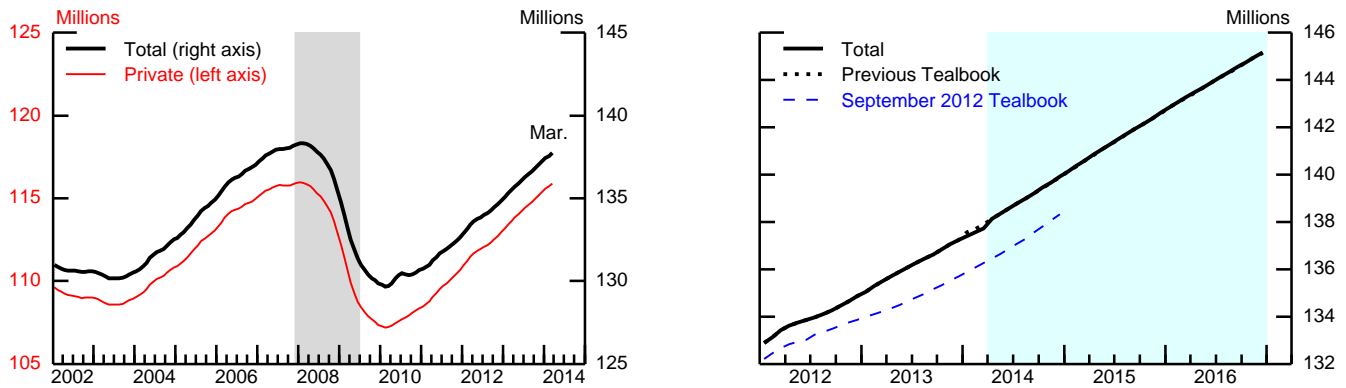 Millions
Millions
125
145
Total (right axis)
Private (left axis)
120
140
Mar.
115
135
110
130
105
125
2002 2004 2006 2008 2010 2012 2014
Millions
146
Total
Previous Tealbook
September 2012 Tealbook
144
142
140
138
136
134
132
2012 2013 2014 2015 2016